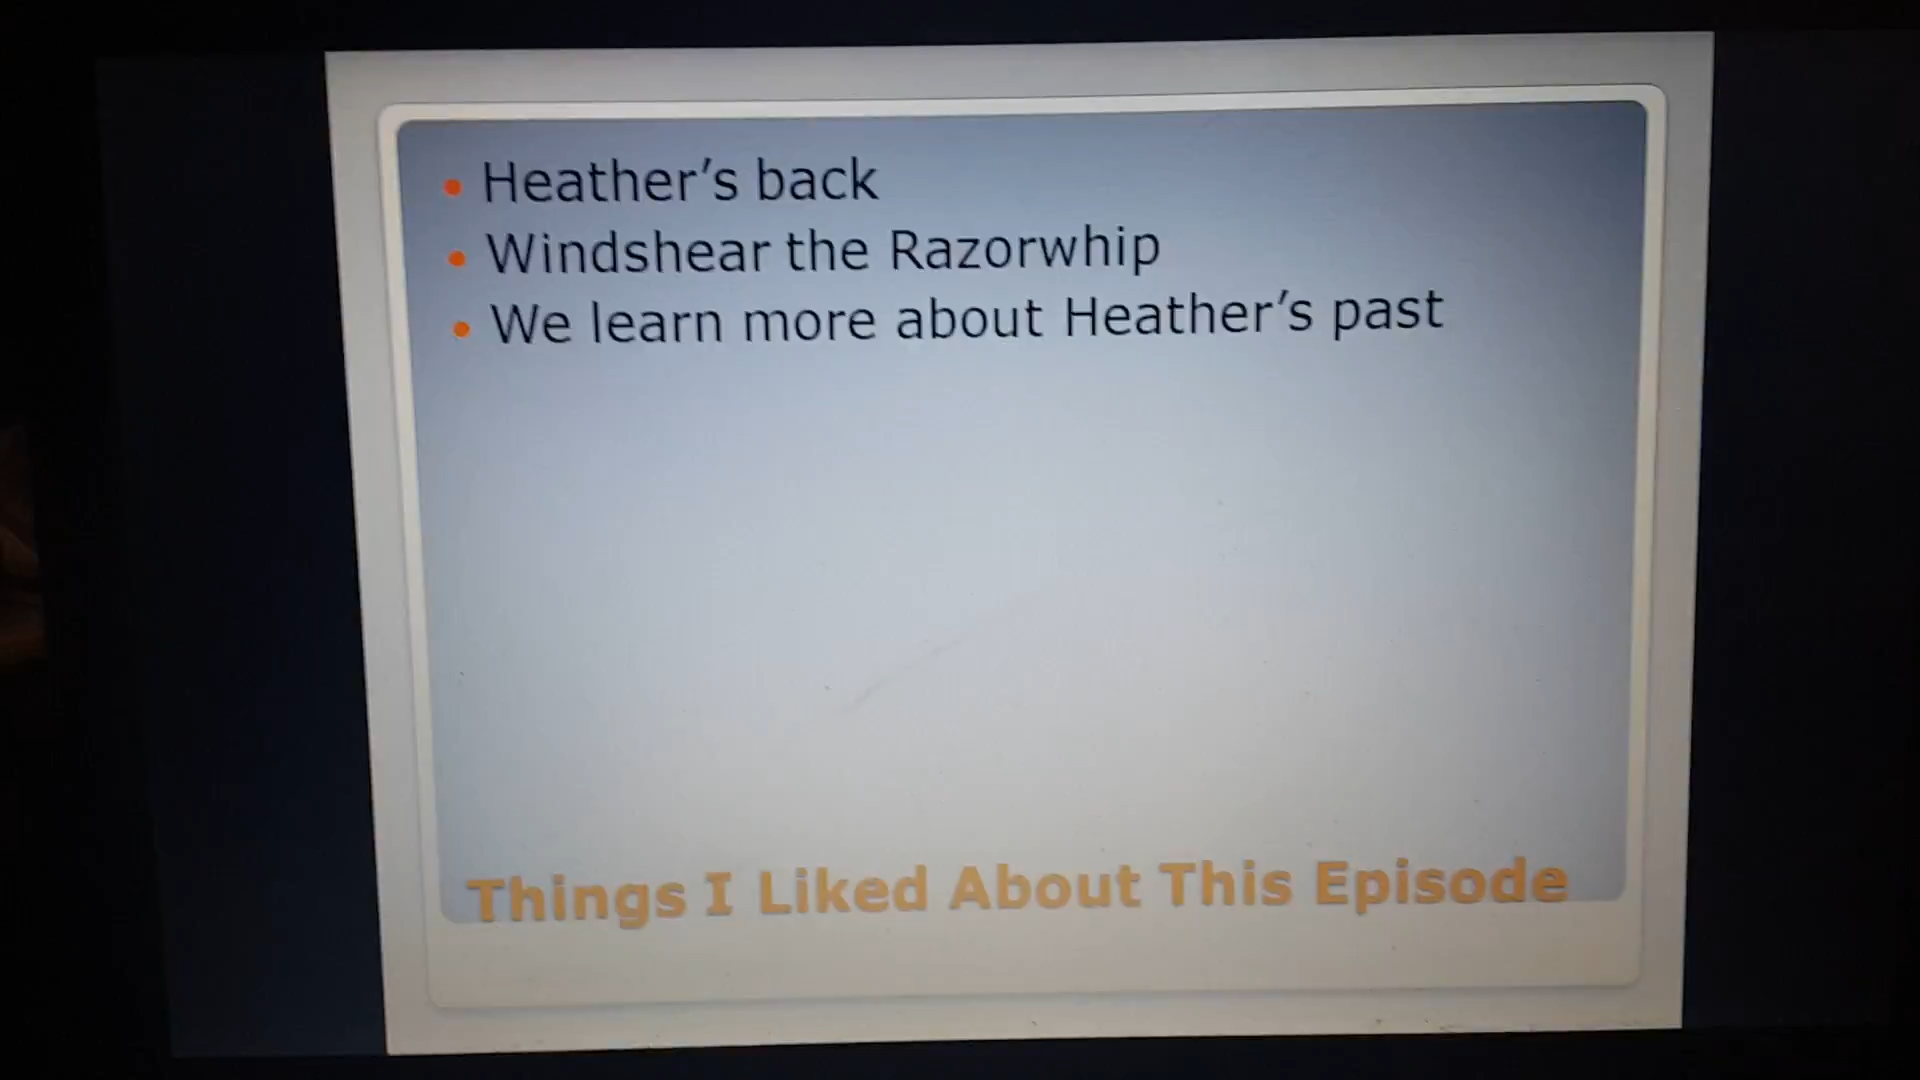 Heather’s back
Windshear the Razorwhip
We learn more about Heather’s past
Things I Liked About This Episode